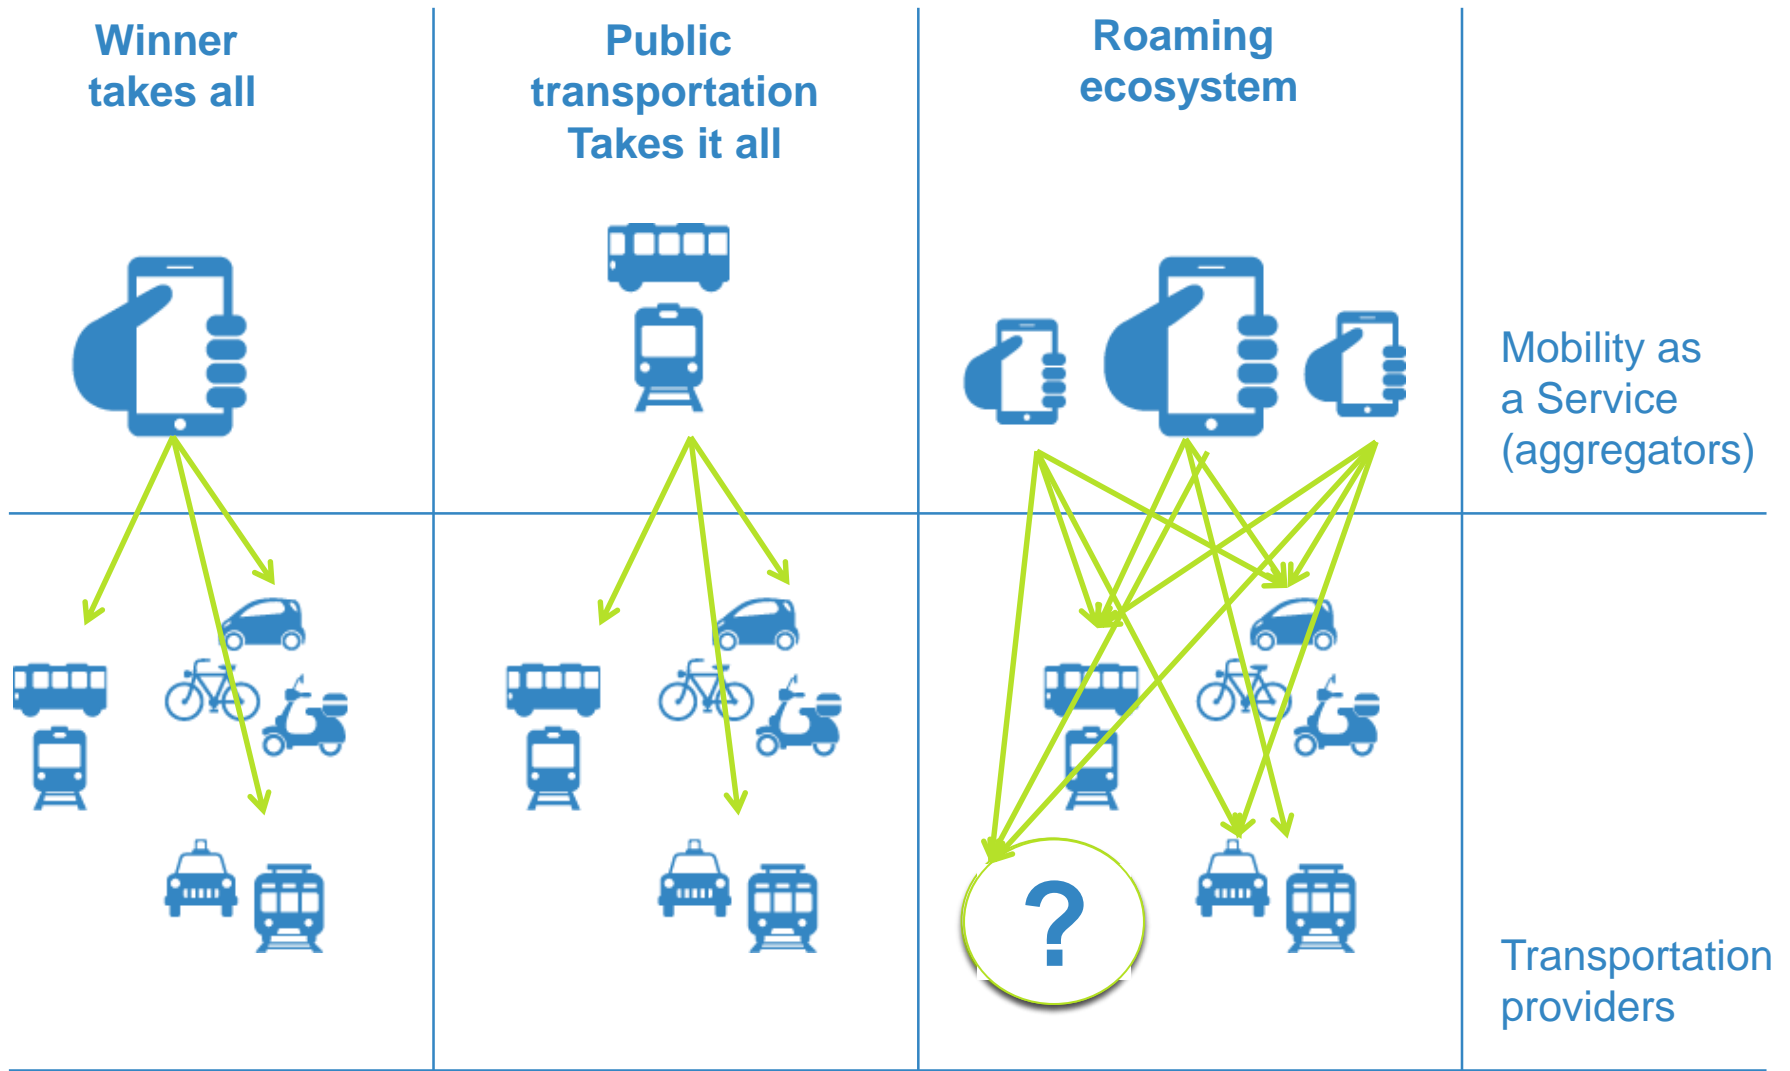 Winner
takes all
Public
transportation
Takes it all
Roaming
ecosystem
Mobility as
a Service
(aggregators)
?
Transportation
providers